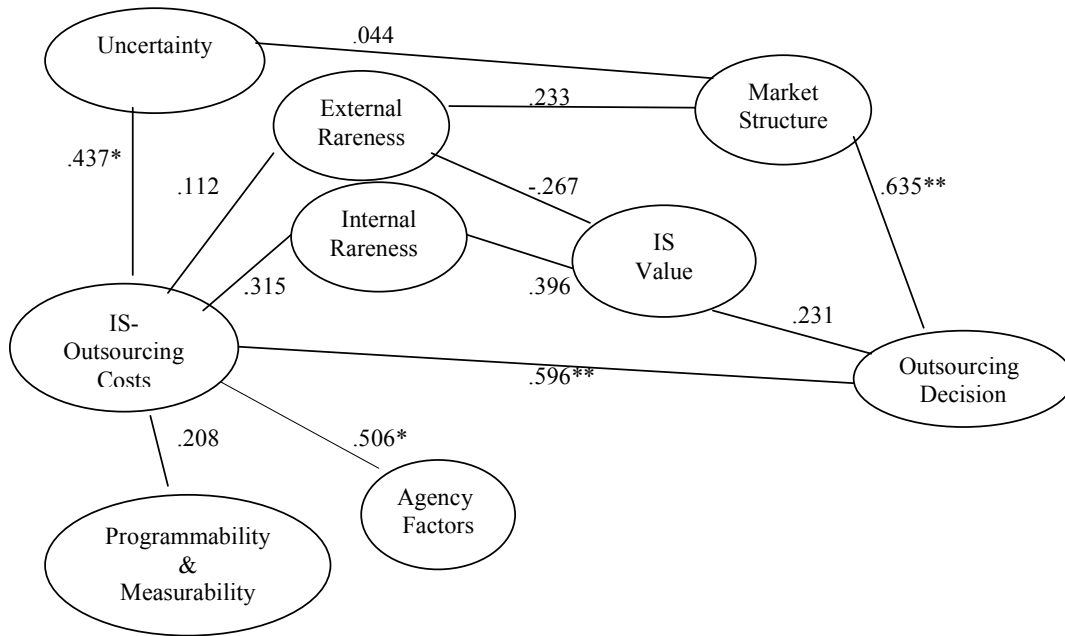 Uncertainty
.044
External
Rareness
.233
Market
Structure
.437*
.112
-.267
.635**
Internal
Rareness
IS
Value
.315
.396
IS-
Outsourcing
Costs
.231
.596**
Outsourcing
Decision
.208
.506*
Agency
Factors
Programmability
&
Measurability